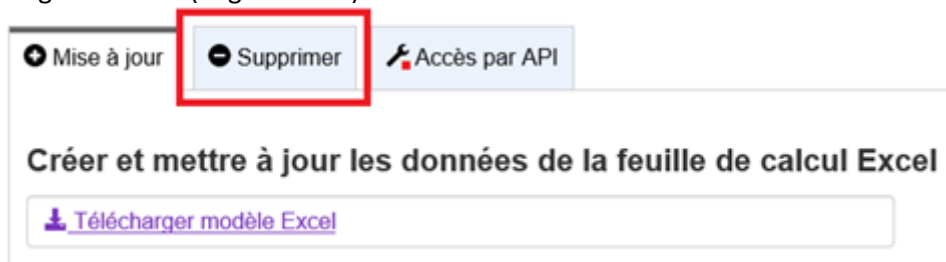 Mise à jour
Supprimer
Accès par API
Créer et mettre à jour les données de la feuille de calcul Excel
Télécharger modèle Excel